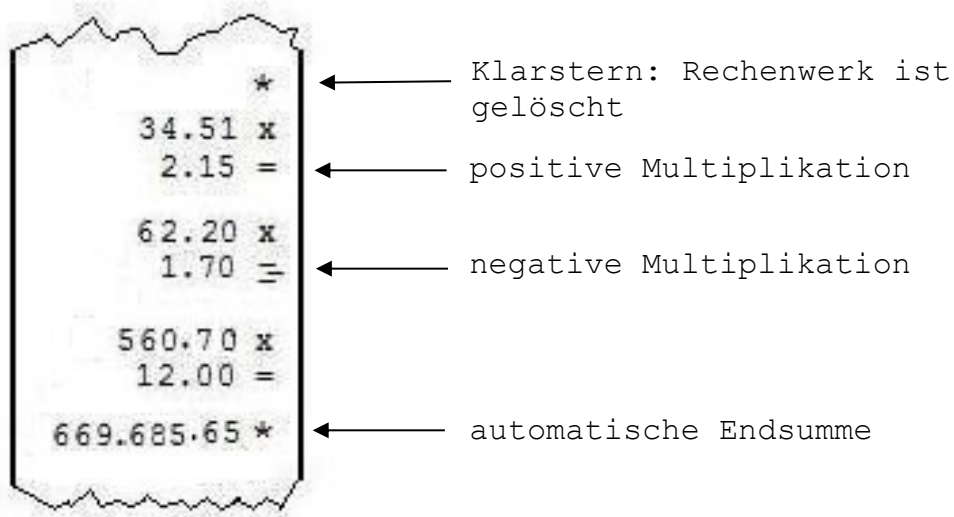 *
Klarstern: Rechenwerk ist
gelöscht
34.51 x
2.15 =
positive Multiplikation
62.20 x
1.70 =-
negative Multiplikation
560.70 x
12.00 =
669.685.65 *
automatische Endsumme